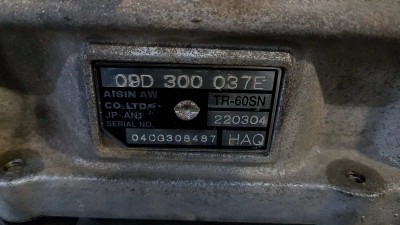 09D 300 037E
AISIN AW
CO.,LTD.
TR-60SN
JAPAN
220304
SERIAL NO
04CG308487
HAQ